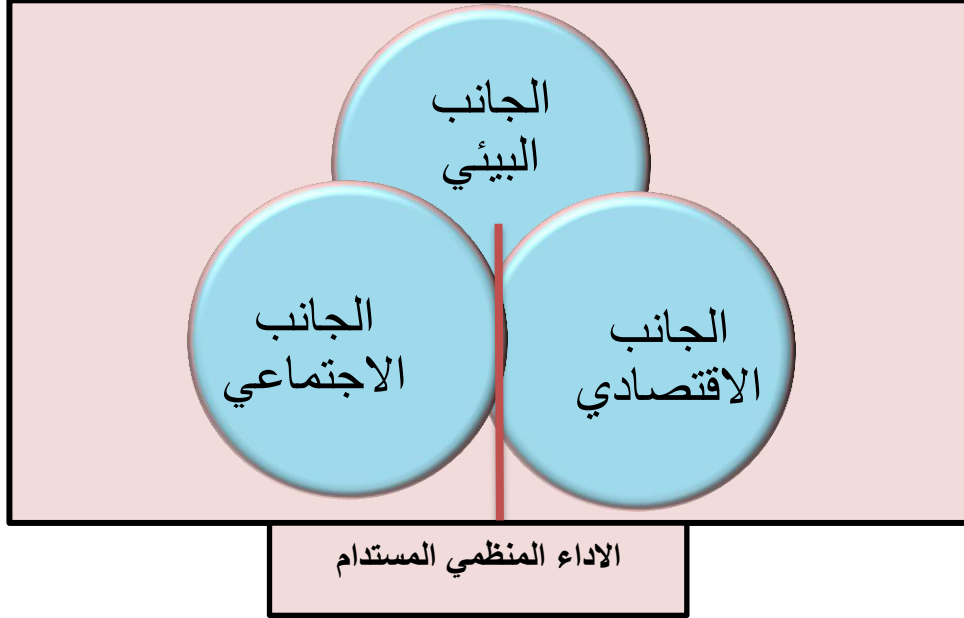 الجانب
البيئي
الجانب
الاقتصادي
الجانب
الاجتماعي
الاداء المنظمي المستدام